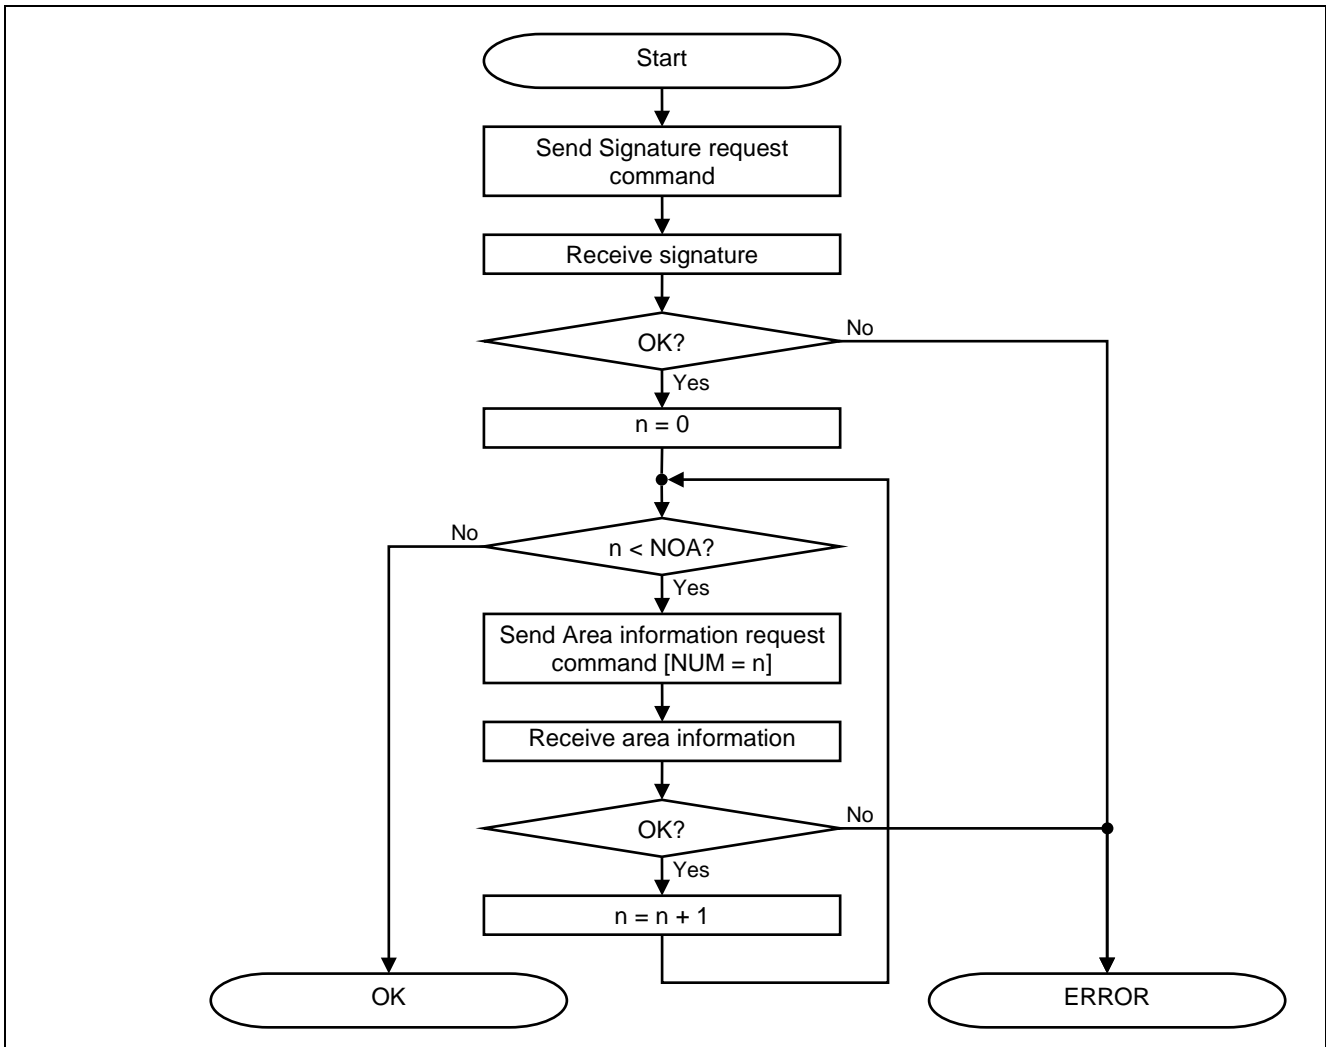 Start
Send Signature request
command
Receive signature
OK?
No
Yes
n = 0
No
n < NOA?
Yes
Send Area information request
command [NUM = n]
Receive area information
OK?
No
Yes
n = n + 1
OK
ERROR